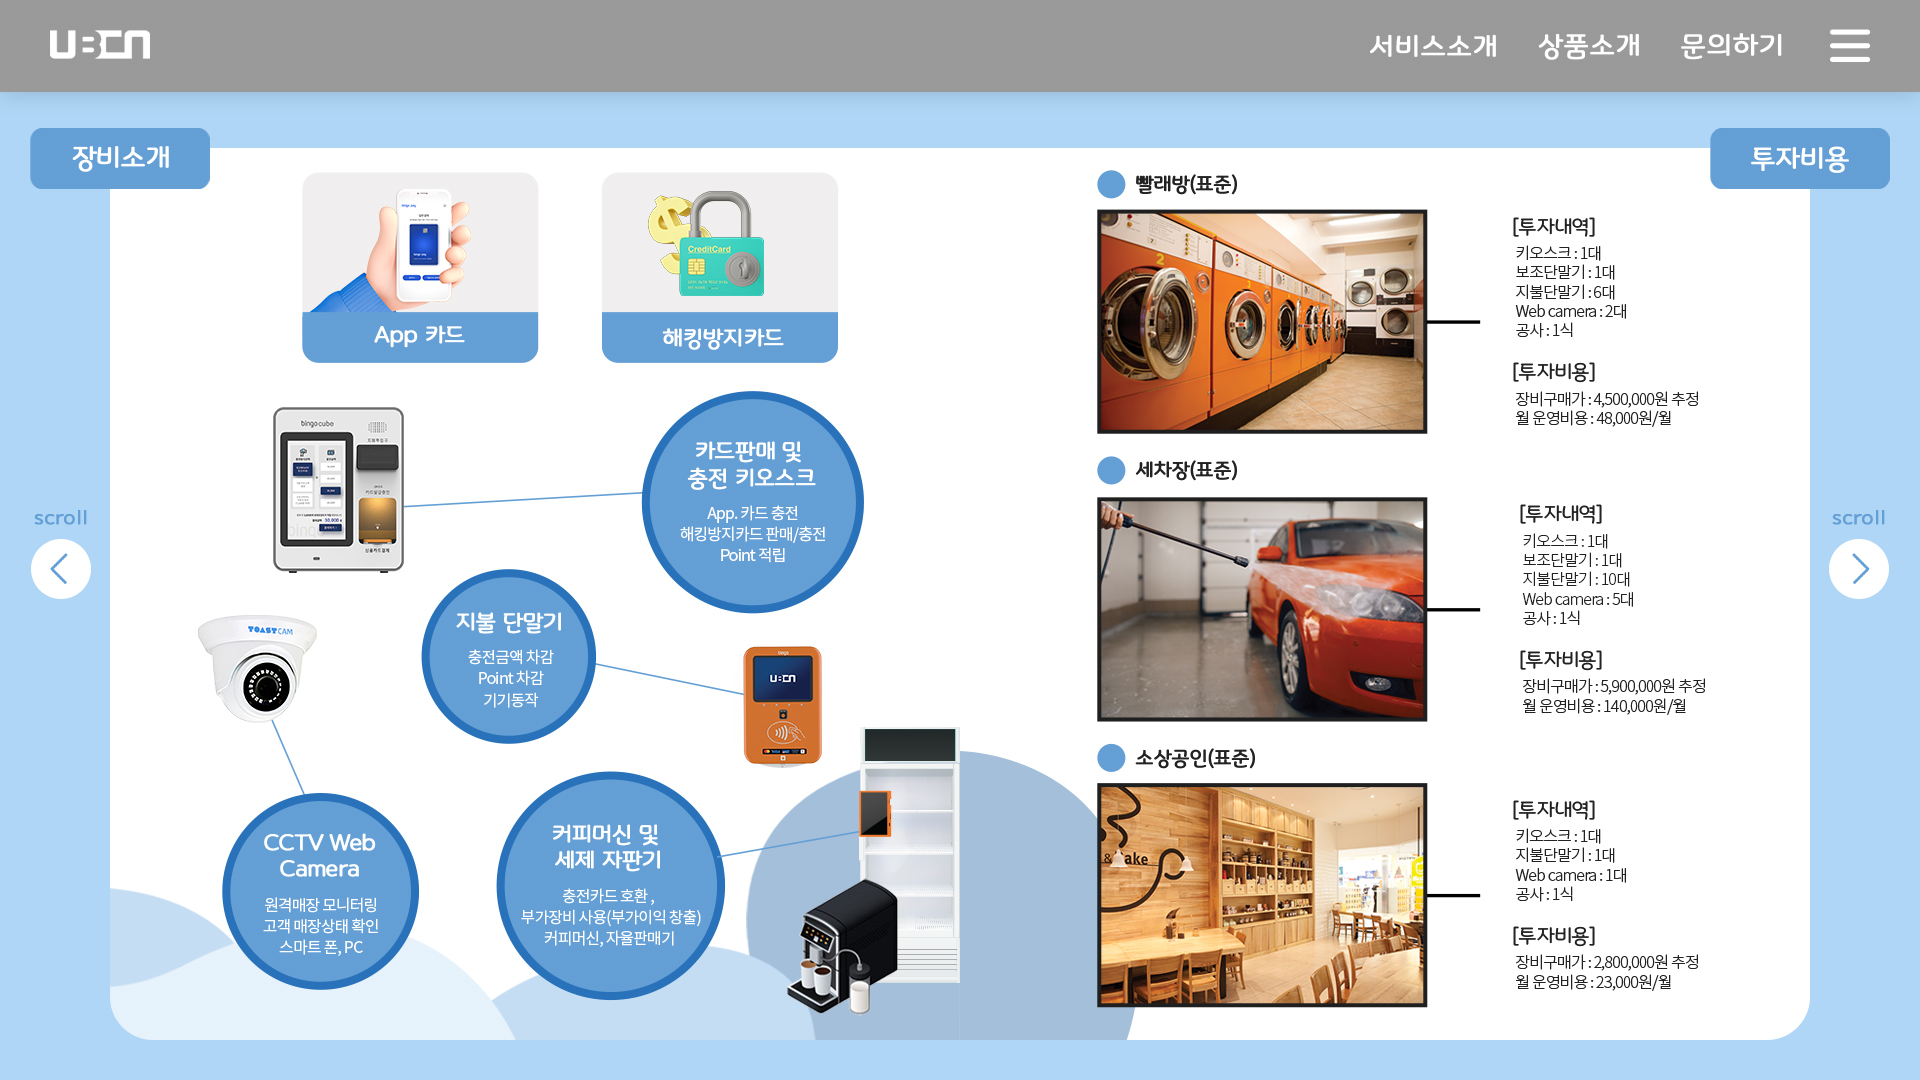 UBCN
서비스소개
상품소개
문의하기
장비소개
투자비용
App 카드
CreditCard
해킹방지카드
bingo cube
카드판매 및
충전 키오스크
App. 카드 충전
해킹방지카드 판매/충전
Point 적립
scroll
지불 단말기
충전금액 차감
Point 차감
기기동작
UBCN
TOAST CAM
CCTV Web
Camera
원격매장 모니터링
고객 매장상태 확인
스마트 폰, PC
커피머신 및
세제 자판기
충전카드 호환 ,
부가장비 사용(부가이익 창출)
커피머신, 자율판매기
빨래방(표준)
2
[투자내역]
키오스크 : 1대
보조단말기 : 1대
지불단말기 : 6대
Web camera : 2대
공사 : 1식
[투자비용]
장비구매가 : 4,500,000원 추정
월 운영비용 : 48,000원/월
세차장(표준)
[투자내역]
키오스크 : 1대
보조단말기 : 1대
지불단말기 : 10대
Web camera : 5대
공사 : 1식
[투자비용]
장비구매가 : 5,900,000원 추정
월 운영비용 : 140,000원/월
scroll
소상공인(표준)
[투자내역]
키오스크 : 1대
지불단말기 : 1대
Web camera : 1대
공사 : 1식
[투자비용]
장비구매가 : 2,800,000원 추정
월 운영비용 : 23,000원/월